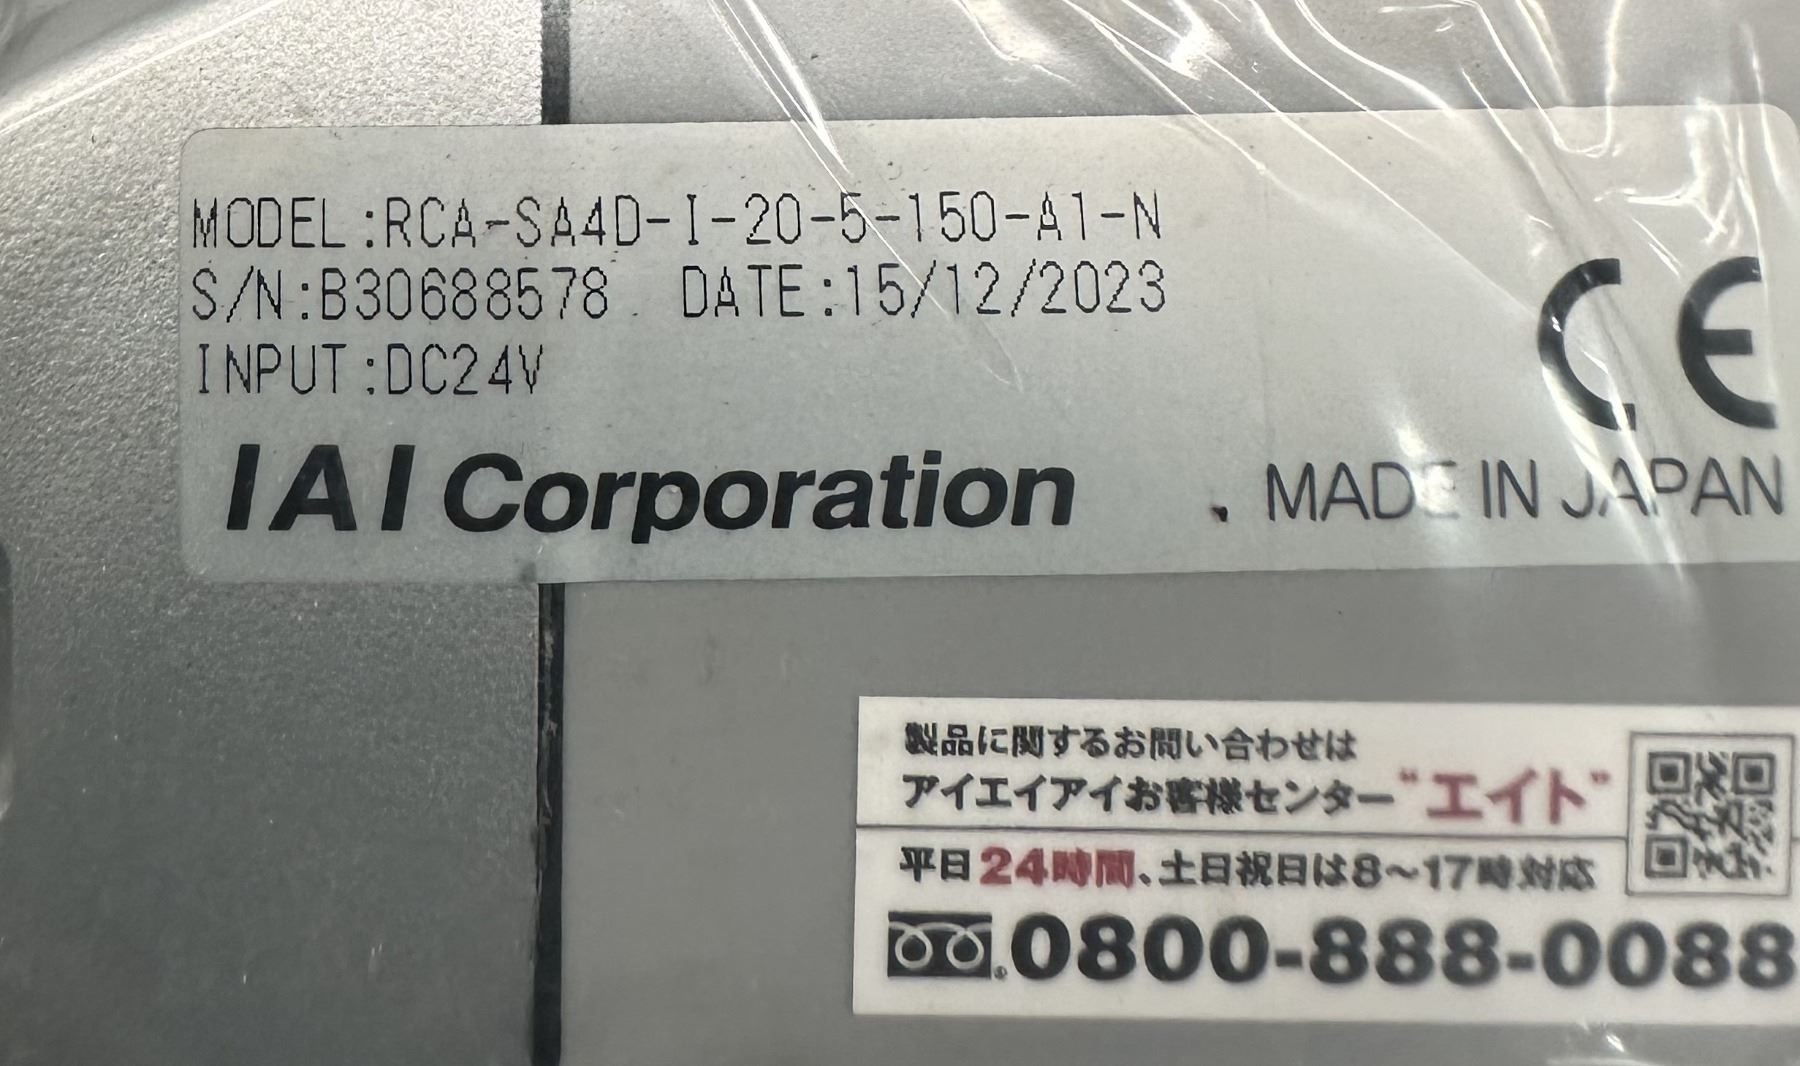 MODEL:RCA-SA4D-I-20-5-150-A1-N
S/N:B30688578 DATE:15/12/2023
INPUT:DC24V
CE
IAI Corporation
MADE IN JAPAN
製品に関するお問い合わせは
アイエイアイお客様センター“エイト”
平日24時間、土日祝日は8〜17時対応
0800-888-0088